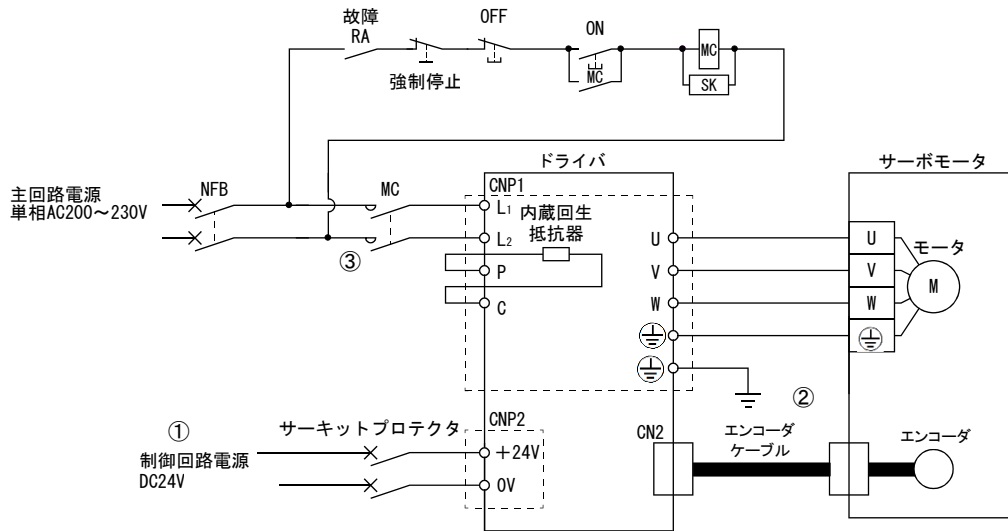 故障
RA
OFF
ON
強制停止
MC
MC
SK
ドライバ
サーボモータ
主回路電源
単相AC200～230V
NFB
MC
CNP1
L1
内蔵回生
抵抗器
L2
③
P
C
U
V
W
U
V
W
モータ
M
②
①
制御回路電源
DC24V
サーキットプロテクタ
CNP2
＋24V
0V
CN2
エンコーダ
ケーブル
エンコーダ